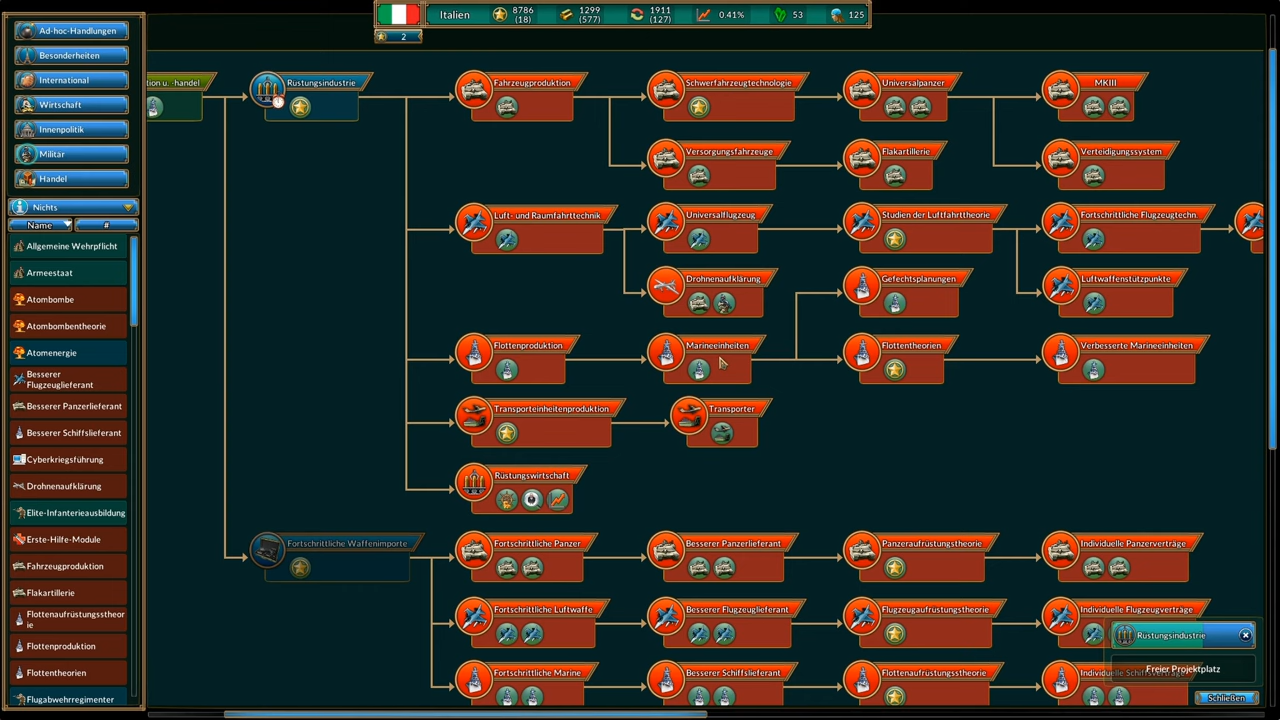 Italien
8786
(18)
1299
(577)
1911
(127)
0.41%
53
125
2
Ad-hoc-Handlungen
Besonderheiten
International
Wirtschaft
Innenpolitik
Militär
Handel
Nichts
Name
#
Allgemeine Wehrpflicht
Armeestaat
Atombombe
Atombombentheorie
Atomenergie
Besserer
Flugzeuglieferant
Besserer Panzerlieferant
Besserer Schiffslieferant
Cyberkriegsführung
Drohnenaufklärung
Elite-Infanterieausbildung
Erste-Hilfe-Module
Fahrzeugproduktion
Flakartillerie
Flottenaufrüstungstheor
ie
Flottenproduktion
Flottentheorien
Flugabwehrregimenter
tion u. -handel
Rüstungsindustrie
Fahrzeugproduktion
Schwerfahrzeugtechnologie
Universalpanzer
MKIII
Versorgungsfahrzeuge
Flakartillerie
Verteidigungssystem
Luft- und Raumfahrttechnik
Universalflugzeug
Studien der Luftfahrttheorie
Fortschrittliche Flugzeugtechn.
Drohnenaufklärung
Gefechtsplanungen
Luftwaffenstützpunkte
Flottenproduktion
Marineeinheiten
Flottentheorien
Verbesserte Marineeinheiten
Transporteinheitenproduktion
Transporter
Rüstungswirtschaft
Fortschrittliche Waffenimporte
Fortschrittliche Panzer
Besserer Panzerlieferant
Panzeraufrüstungstheorie
Individuelle Panzerverträge
Fortschrittliche Luftwaffe
Besserer Flugzeuglieferant
Flugzeugaufrüstungstheorie
Individuelle Flugzeugverträge
Fortschrittliche Marine
Besserer Schiffslieferant
Flottenaufrüstungstheorie
Individuelle Schiffsverträge
Rüstungsindustrie
Freier Projektplatz
Schließen